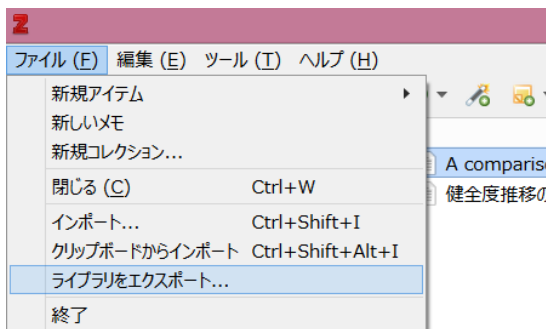 Z
ファイル (F) 編集 (E) ツール (T) ヘルプ (H)
新規アイテム
新しいメモ
新規コレクション...
閉じる (C) Ctrl+W
インポート... Ctrl+Shift+I
クリップボードからインポート Ctrl+Shift+Alt+I
ライブラリをエクスポート...
終了
A comparis
健全度推移の